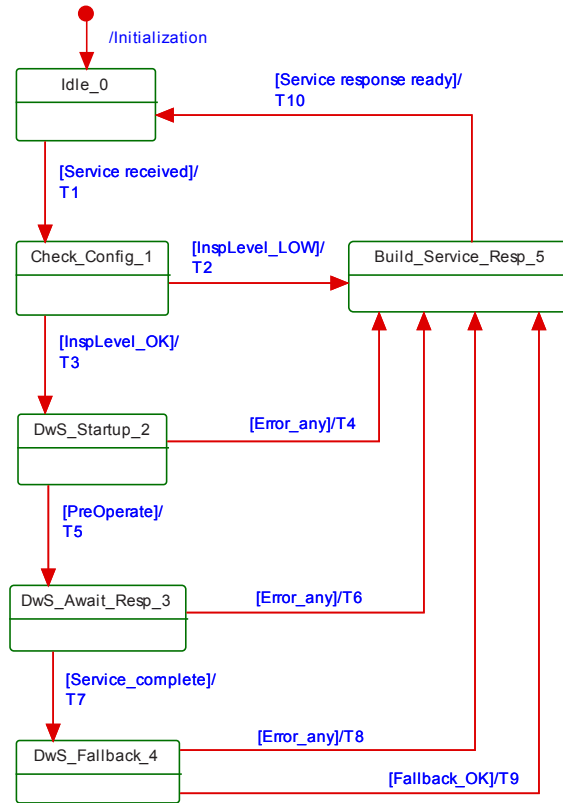 /Initialization
Idle_0
[Service response ready]/
T10
[Service received]/
T1
Check_Config_1
[InspLevel_LOW]/
T2
Build_Service_Resp_5
[InspLevel_OK]/
T3
DwS_Startup_2
[Error_any]/T4
[PreOperate]/
T5
DwS_Await_Resp_3
[Error_any]/T6
[Service_complete]/
T7
DwS_Fallback_4
[Error_any]/T8
[Fallback_OK]/T9